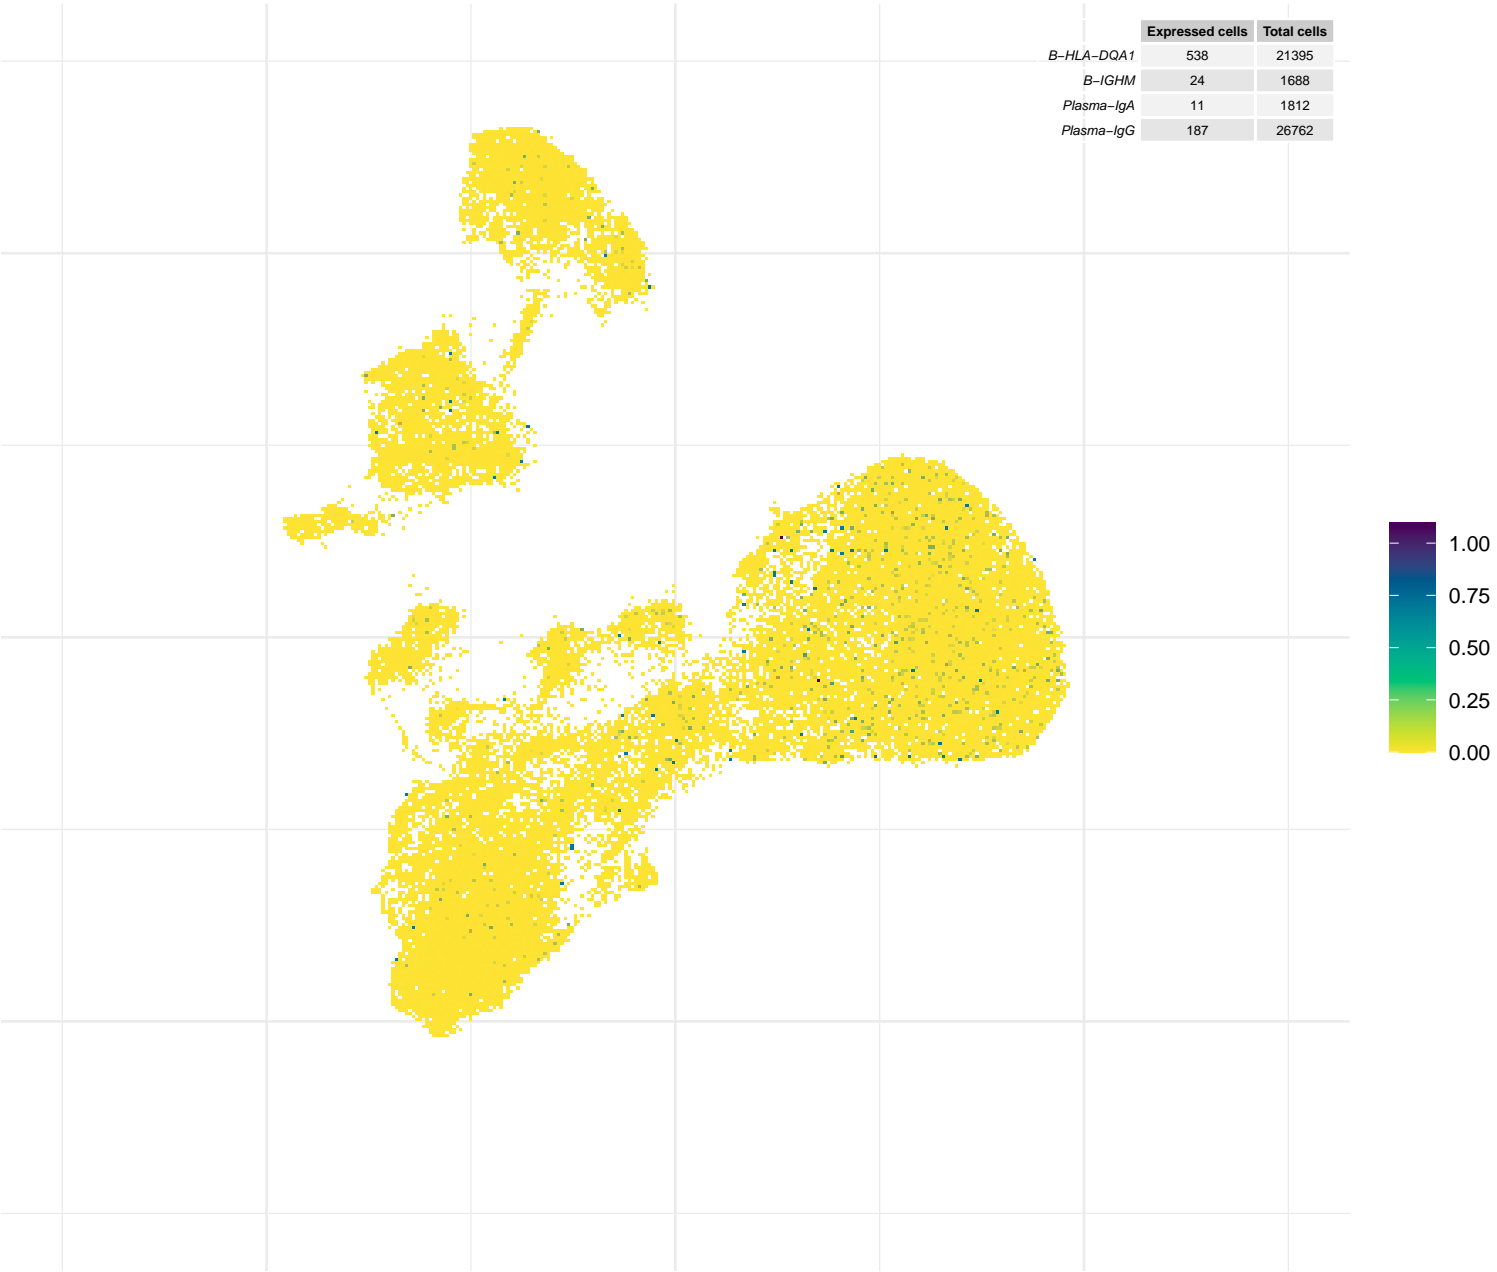 Expressed cells Total cells
B−HLA−DQA1 538 21395
B−IGHM 24 1688
Plasma−IgA 11 1812
Plasma−IgG 187 26762
1.00
0.75
0.50
0.25
0.00